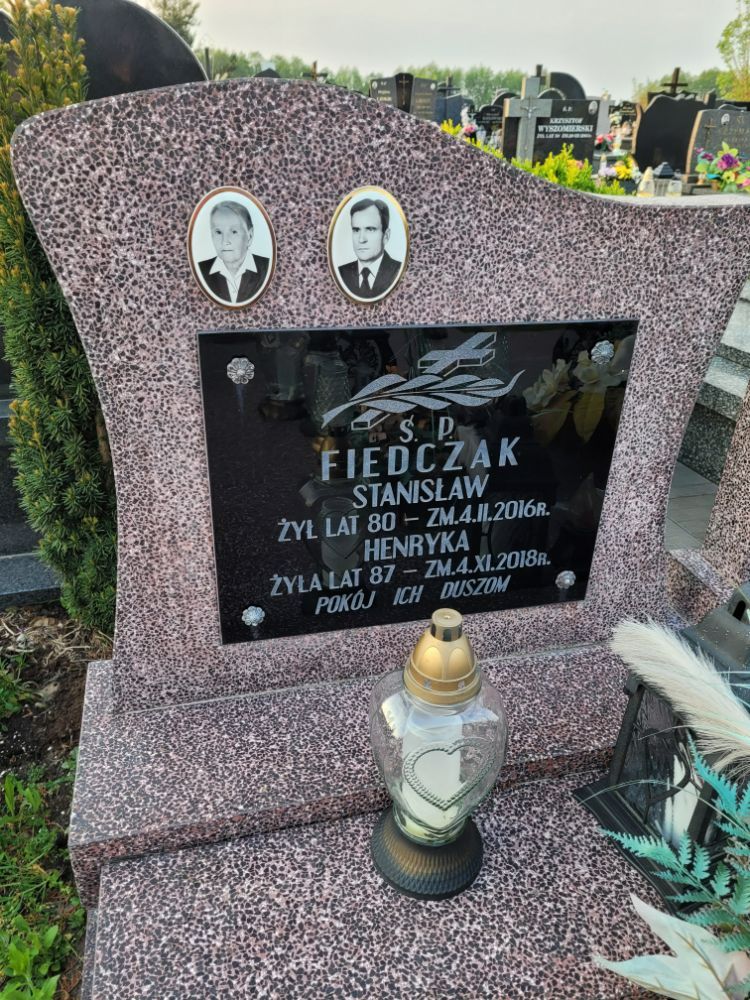 KRZYSZTOF
WYSZOMIERSKI
Ś. P.
FIEDCZAK
STANISŁAW
ŻYŁ LAT 80 – ZM.4.II.2016R.
HENRYKA
ŻYŁA LAT 87 – ZM.4.XI.2018R.
POKÓJ ICH DUSZOM